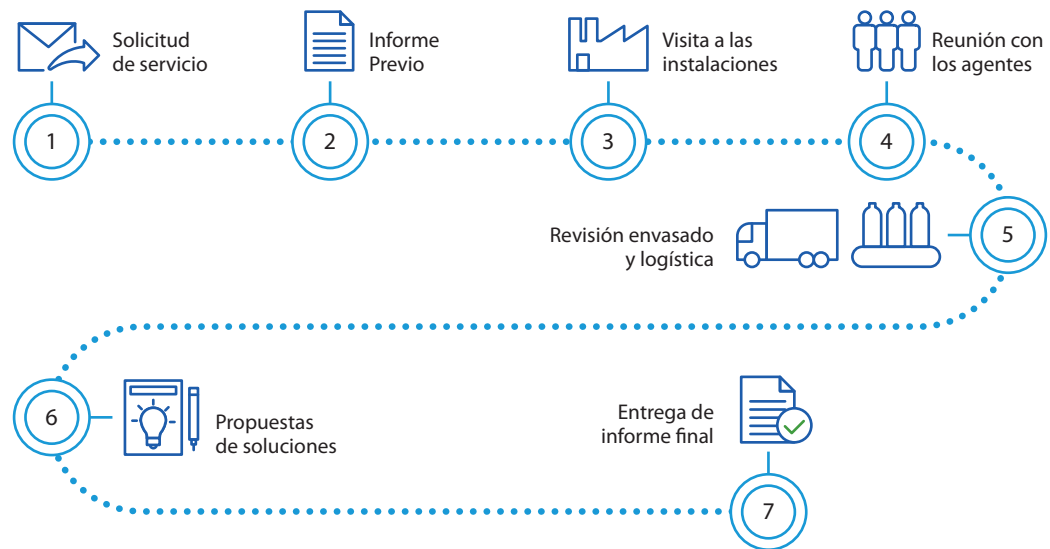 Solicitud
de servicio
1
Informe
Previo
2
Visita a las
instalaciones
3
Reunión con
los agentes
4
Revisión envasado
y logística
5
6
Propuestas
de soluciones
Entrega de
informe final
7